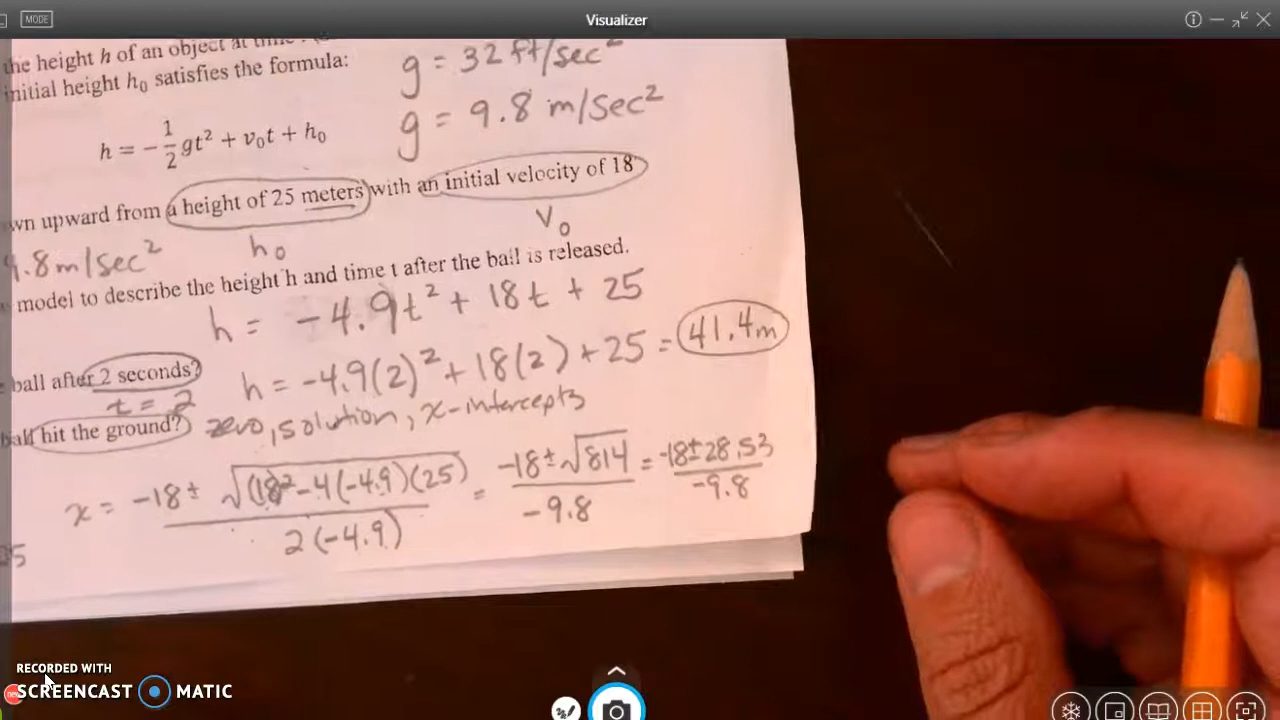 MODE
Visualizer
the height h of an object at time
initial height h₀ satisfies the formula:
g = 32 ft/sec²
g = 9.8 m/sec²
h = -1/2 gt² + v₀t + h₀
wn upward from a height of 25 meters with an initial velocity of 18
9.8 m/sec²
h₀
V₀
model to describe the height h and time t after the ball is released.
h = -4.9t² + 18t + 25
ball after 2 seconds?
t = 2
h = -4.9(2)² + 18(2) + 25 = 41.4m
ball hit the ground?
zero, solution, x-intercepts
x = -18 ± √((18)² - 4(-4.9)(25) / 2(-4.9) = -18 ± √814 / -9.8 = -18 ± 28.53 / -9.8
RECORDED WITH
SCREENCAST MATIC